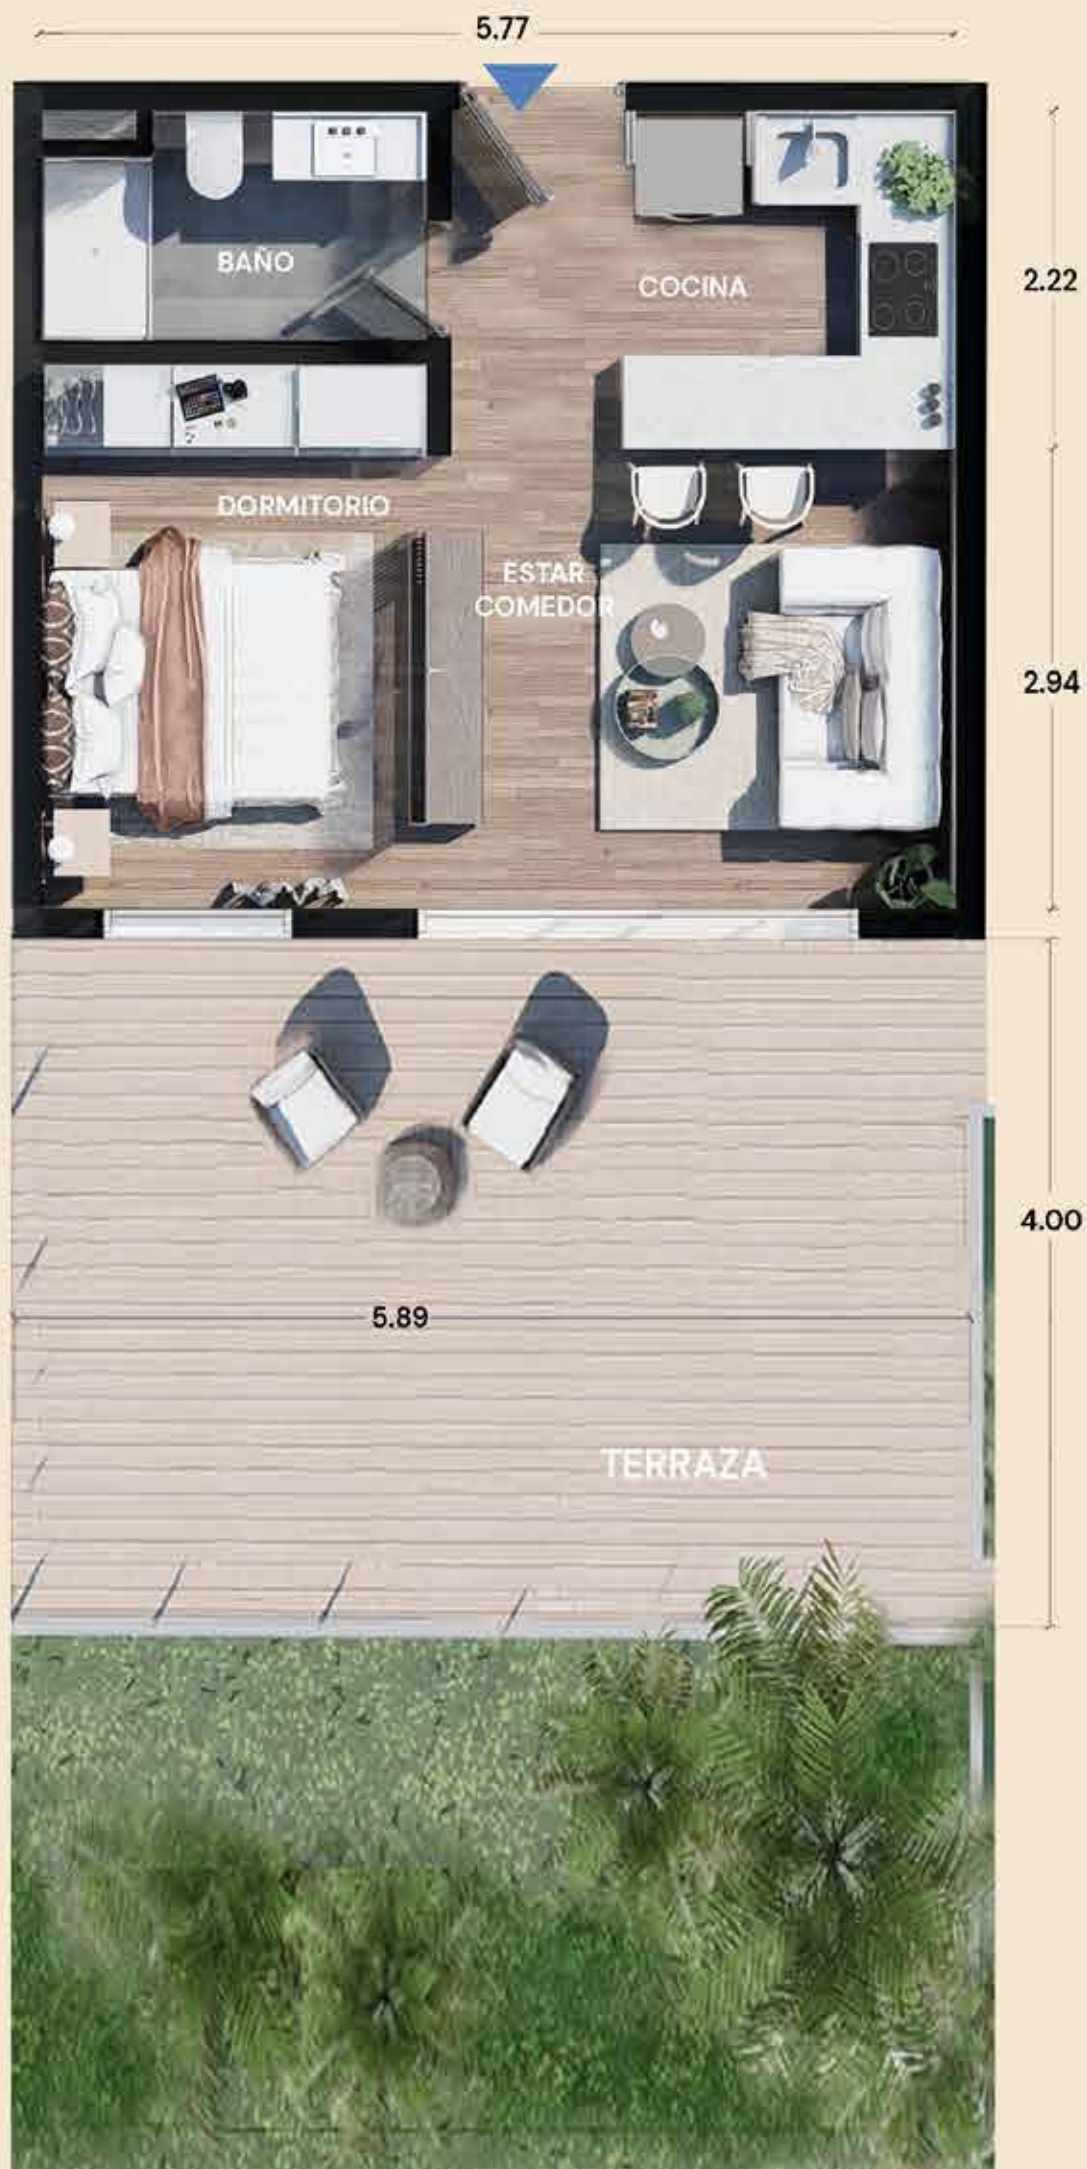 5.77
BAÑO
COCINA
2.22
DORMITORIO
ESTAR
COMEDOR
2.94
4.00
5.89
TERRAZA